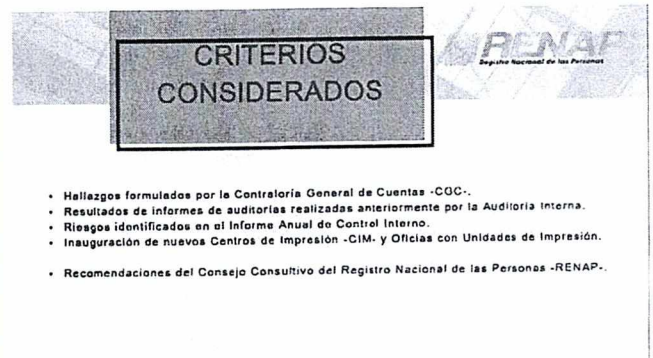 CRITERIOS
CONSIDERADOS
RENAP
Registro Nacional de las Personas
• Hallazgos formulados por la Contraloría General de Cuentas -CGC-.
• Resultados de informes de auditorías realizadas anteriormente por la Auditoría Interna.
• Riesgos identificados en el Informe Anual de Control Interno.
• Inauguración de nuevos Centros de Impresión -CIM- y Oficias con Unidades de Impresión.
• Recomendaciones del Consejo Consultivo del Registro Nacional de las Personas -RENAP-.